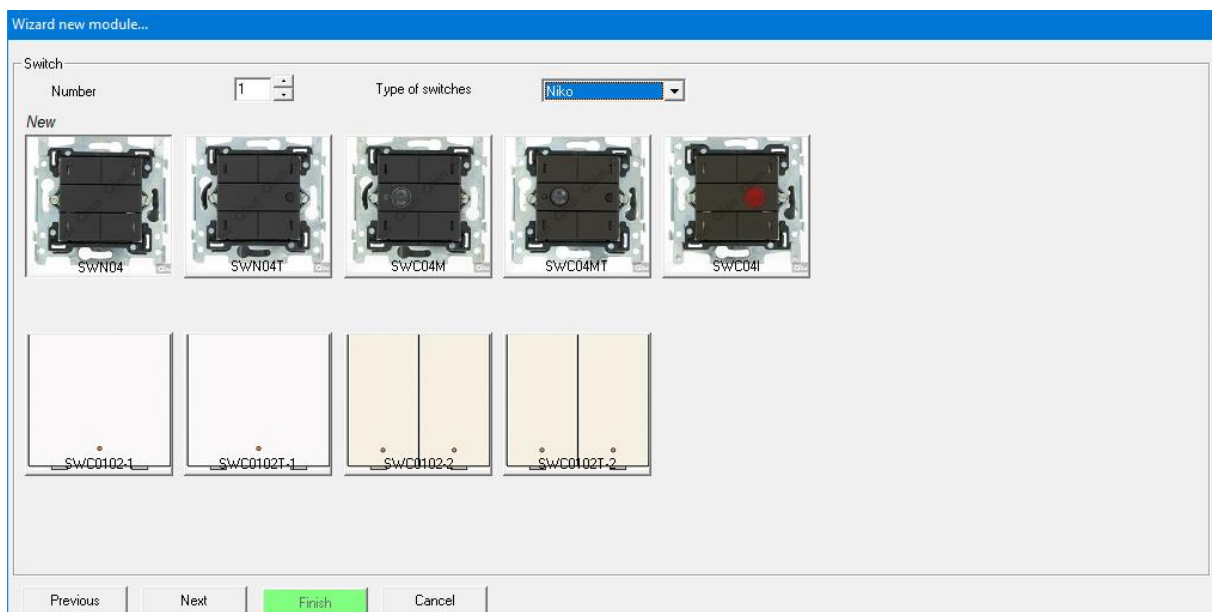 Wizard new module...
Switch
Number
1
Type of switches
Niko
New
SWN04
SWN04T
SWC04M
SWC04MT
SWC04I
SWC0102-1
SWC0102T-1
SWC0102-2
SWC0102T-2
Previous
Next
Finish
Cancel